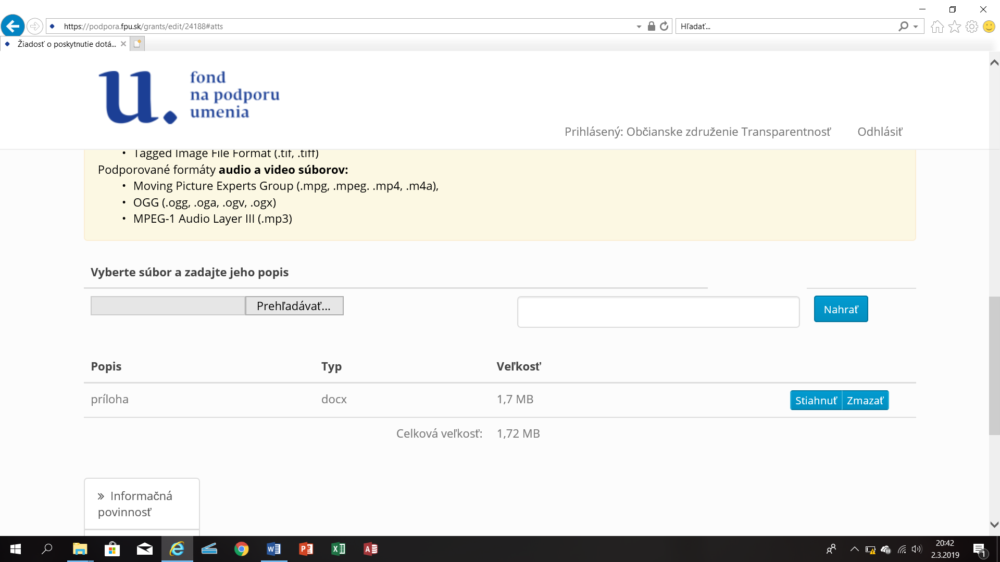 https://podpora.fpu.sk/grants/edit/24188#atts
Hľadať...
Žiadosť o poskytnutie dotá...
u.
fond
na podporu
umenia
Prihlásený: Občianske združenie Transparentnosť
Odhlásiť
• Tagged Image File Format (.tif, .tiff)
Podporované formáty audio a video súborov:
• Moving Picture Experts Group (.mpg, .mpeg. .mp4, .m4a),
• OGG (.ogg, .oga, .ogv, .ogx)
• MPEG-1 Audio Layer III (.mp3)
Vyberte súbor a zadajte jeho popis
Prehľadávať...
Nahrať
Popis Typ Veľkosť
príloha docx 1,7 MB Stiahnuť Zmazať
Celková veľkosť: 1,72 MB
» Informačná
povinnosť
20:42
2.3.2019
1